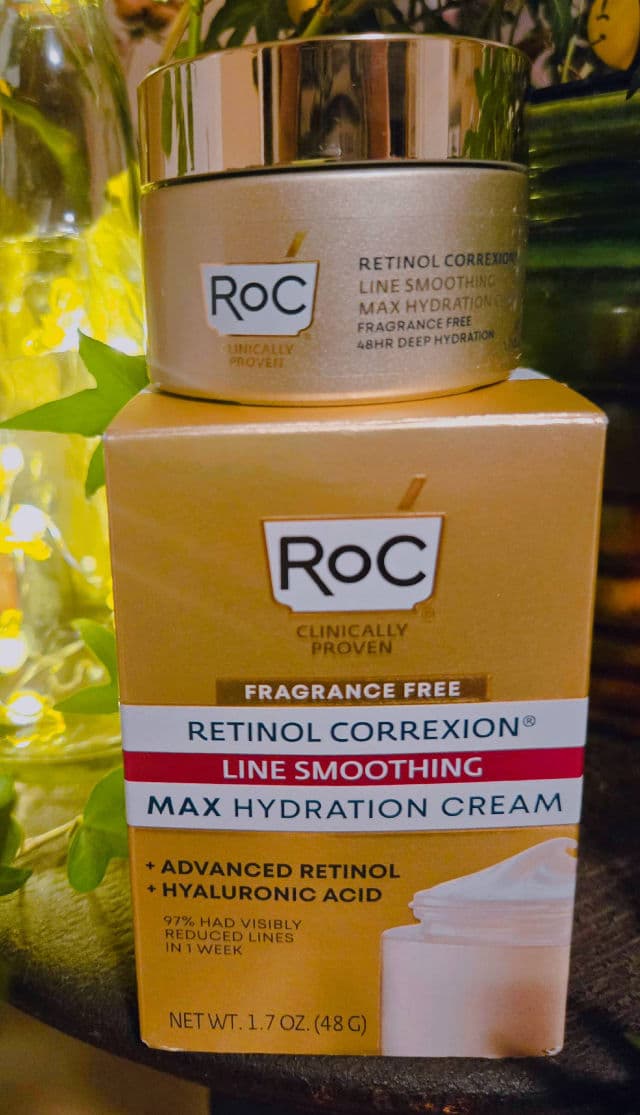 RoC
®
CLINICALLY
PROVEN
RETINOL CORREXION
LINE SMOOTHING
MAX HYDRATION
FRAGRANCE FREE
48HR DEEP HYDRATION
RoC
®
CLINICALLY
PROVEN
FRAGRANCE FREE
RETINOL CORREXION®
LINE SMOOTHING
MAX HYDRATION CREAM
+ ADVANCED RETINOL
+ HYALURONIC ACID
97% HAD VISIBLY
REDUCED LINES
IN 1 WEEK
NET WT. 1.7 OZ. (48 G)